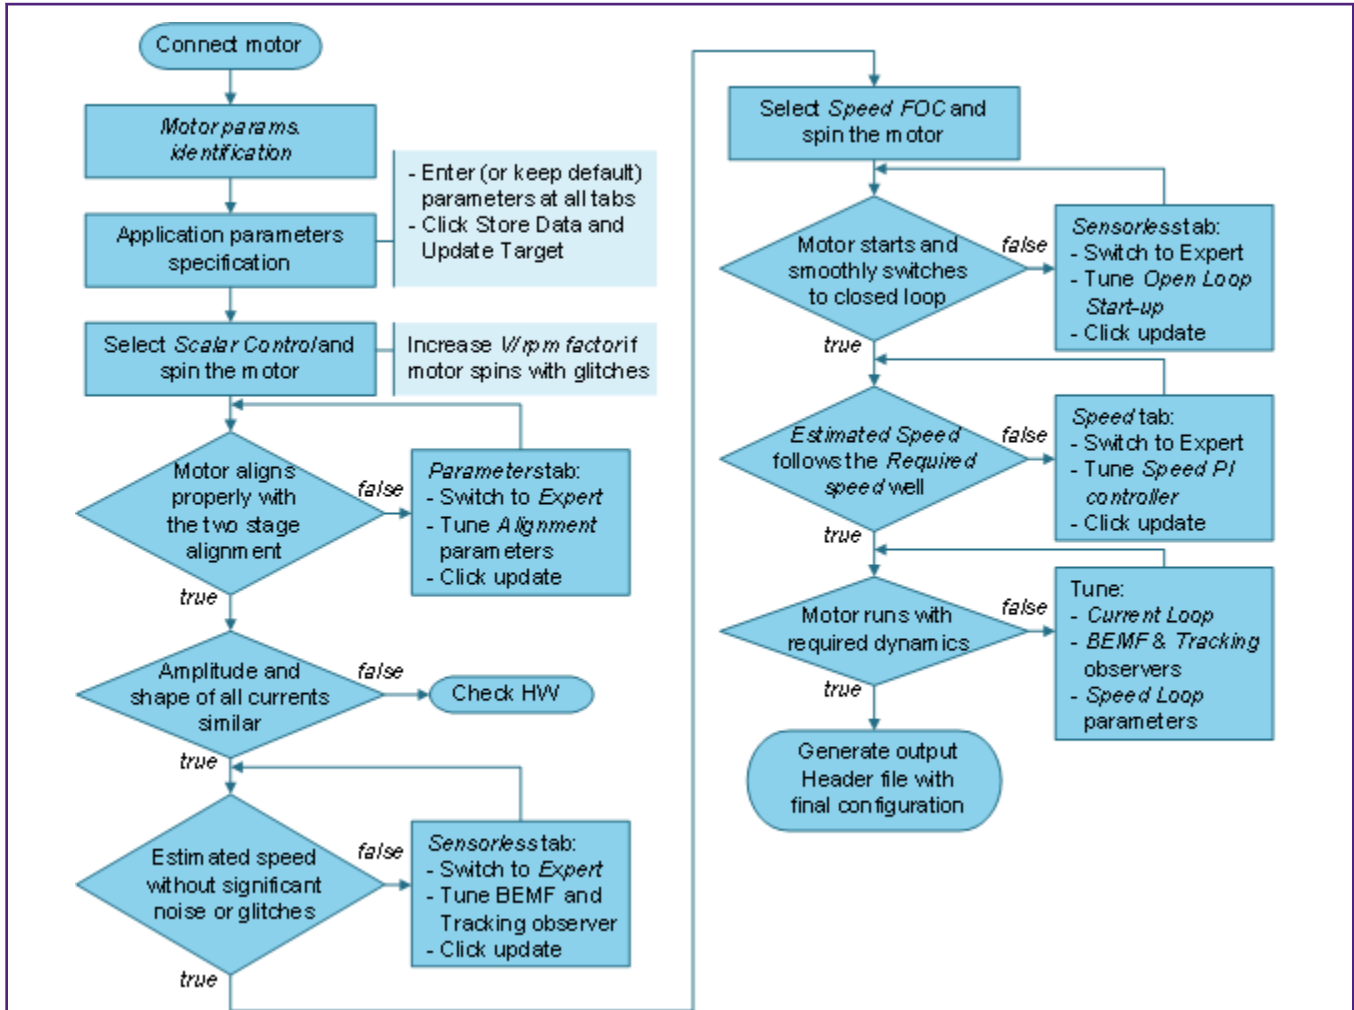 Connect motor
Motor params.
identification
- Enter (or keep default)
parameters at all tabs
- Click Store Data and
Update Target
Application parameters
specification
Select Scalar Control and
spin the motor
Increase V/rpm factor if
motor spins with glitches
Motor aligns
properly with
the two stage
alignment
false
Parameters tab:
- Switch to Expert
- Tune Alignment
parameters
- Click update
true
Amplitude and
shape of all currents
similar
false
Check HW
true
Estimated speed
without significant
noise or glitches
false
Sensorless tab:
- Switch to Expert
- Tune BEMF and
Tracking observer
- Click update
true
Select Speed FOC and
spin the motor
Motor starts and
smoothly switches
to closed loop
false
Sensorless tab:
- Switch to Expert
- Tune Open Loop
Start-up
- Click update
true
Estimated Speed
follows the Required
speed well
false
Speed tab:
- Switch to Expert
- Tune Speed PI
controller
- Click update
true
Motor runs with
required dynamics
false
Tune:
- Current Loop
- BEMF & Tracking
observers
- Speed Loop
parameters
true
Generate output
Header file with
final configuration